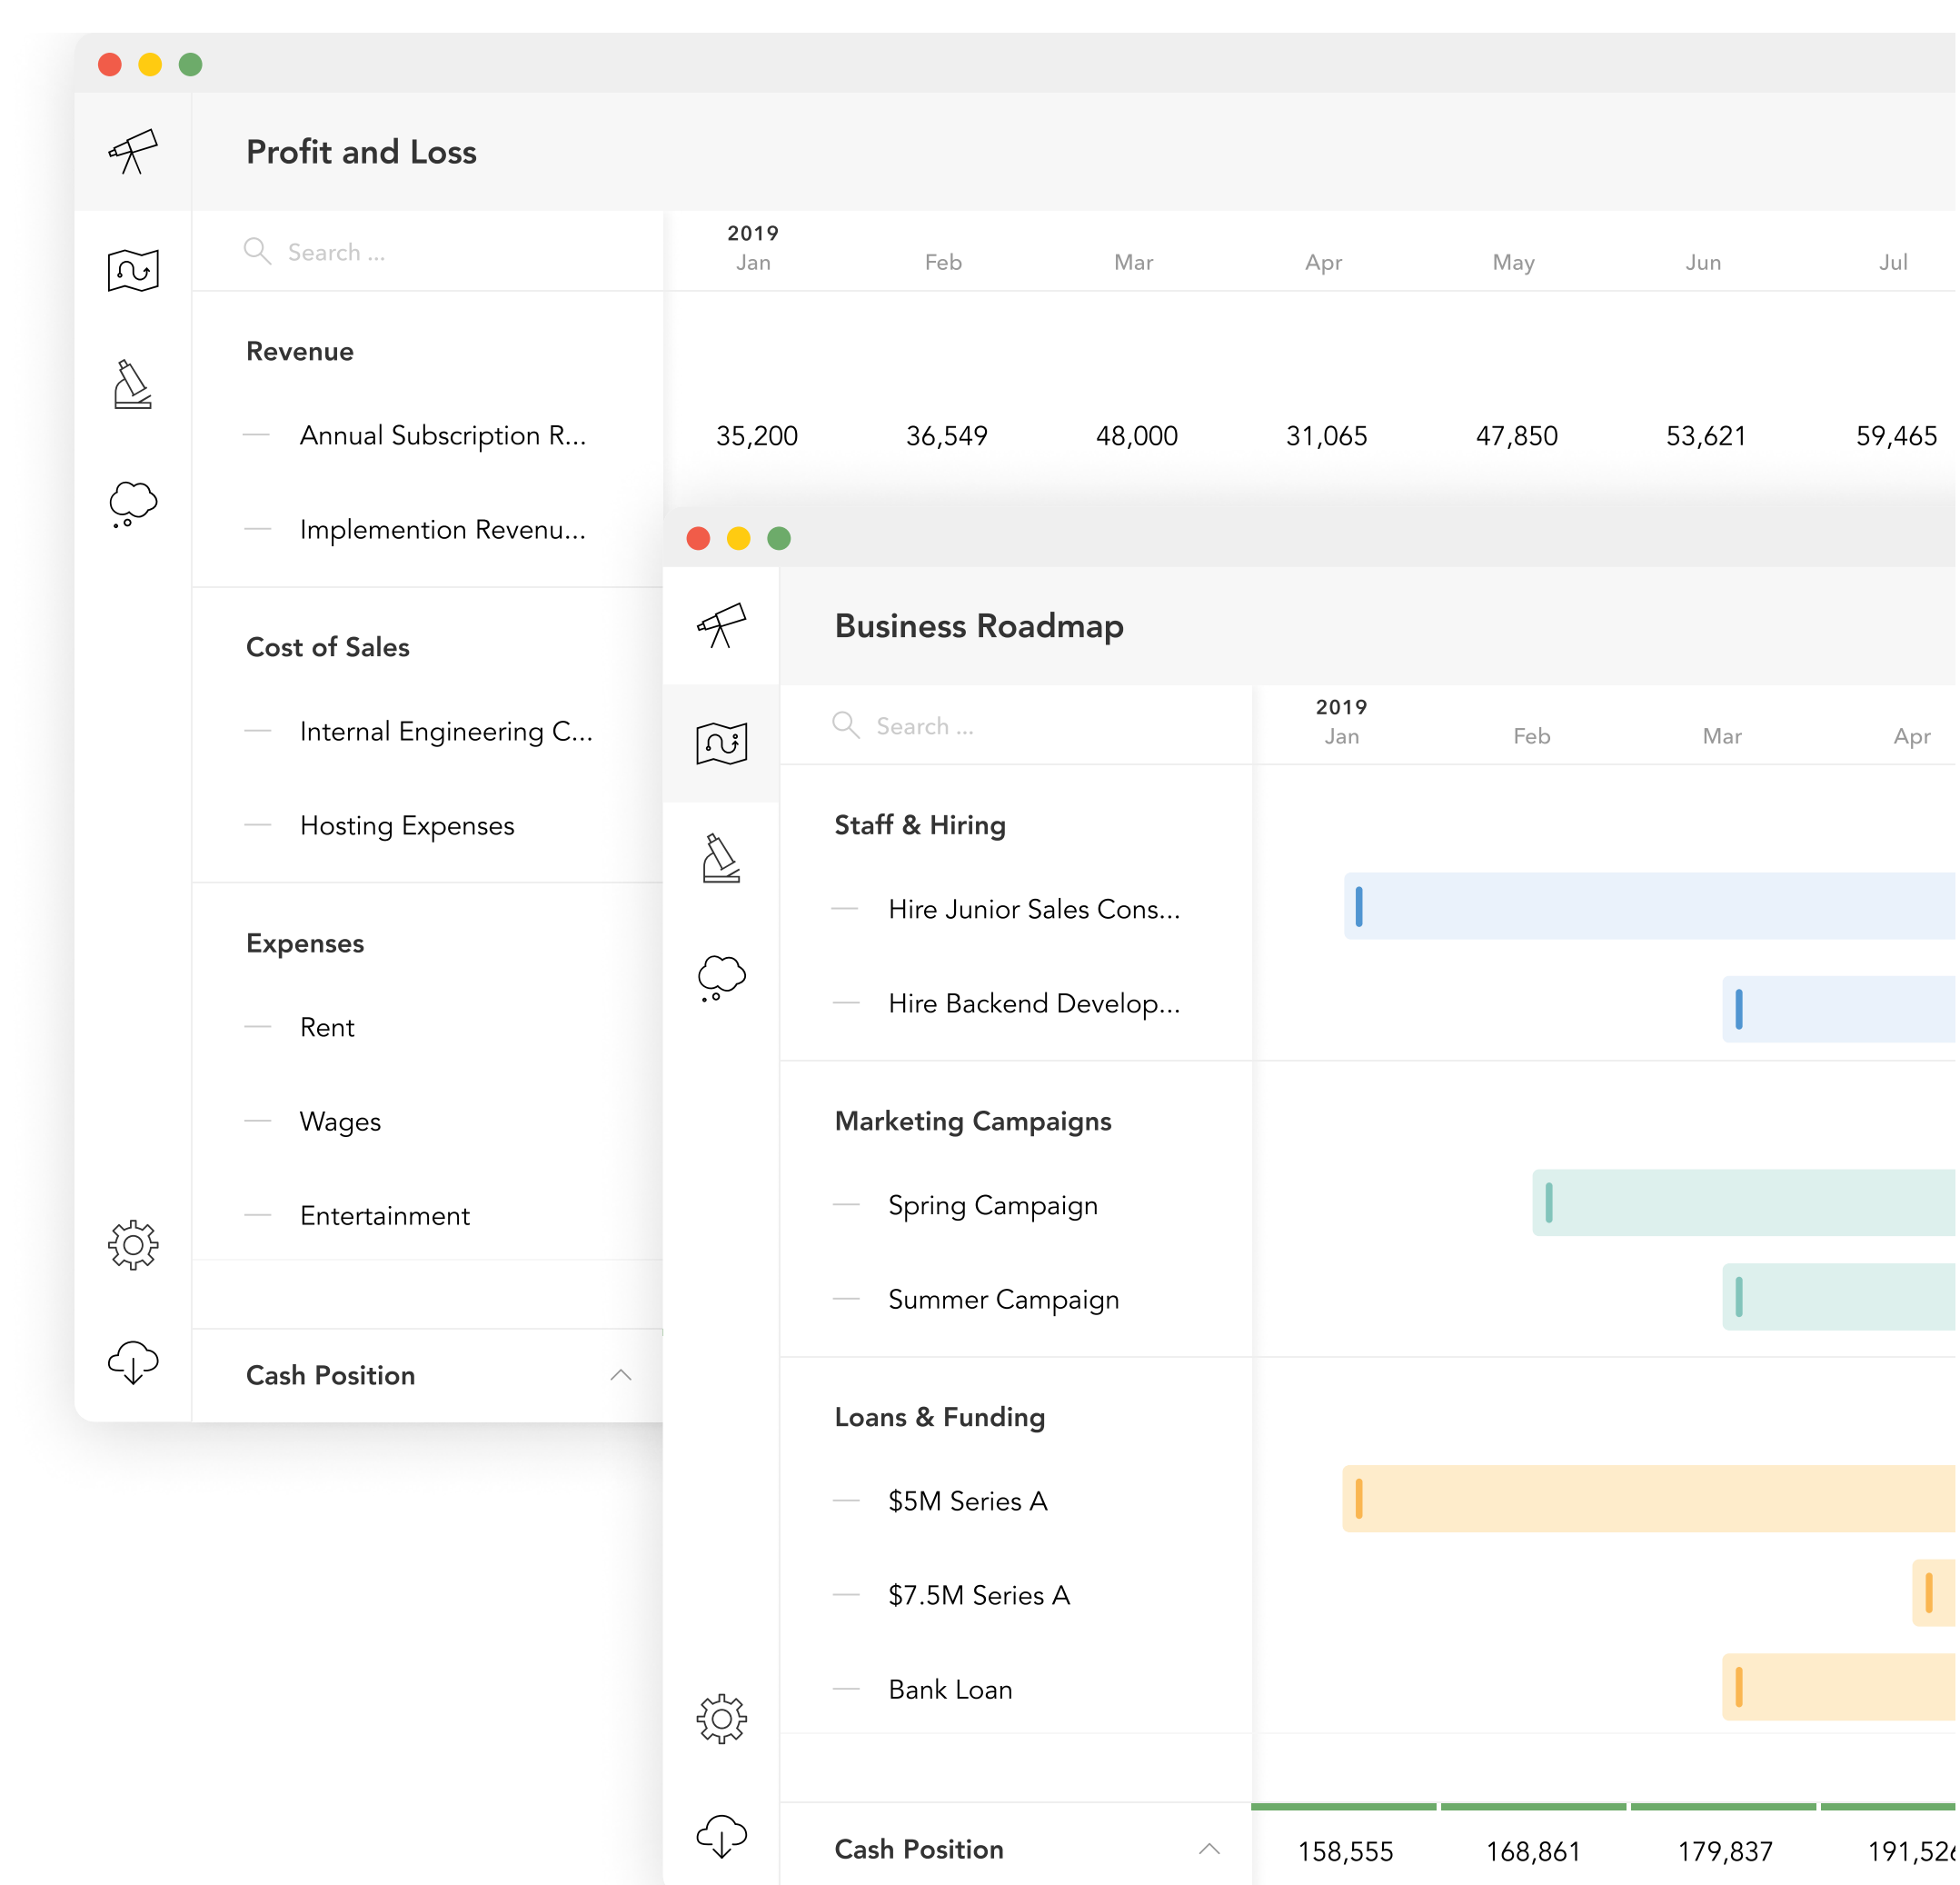 Profit and Loss
Search ...
2019
Jan Feb Mar Apr May Jun Jul
Revenue
Annual Subscription R... 35,200 36,549 48,000 31,065 47,850 53,621 59,465
Implemention Revenu...
Cost of Sales
Internal Engineering C...
Hosting Expenses
Expenses
Rent
Wages
Entertainment
Cash Position
Business Roadmap
Search ...
2019
Jan Feb Mar Apr
Staff & Hiring
Hire Junior Sales Cons...
Hire Backend Develop...
Marketing Campaigns
Spring Campaign
Summer Campaign
Loans & Funding
$5M Series A
$7.5M Series A
Bank Loan
Cash Position 158,555 168,861 179,837 191,526